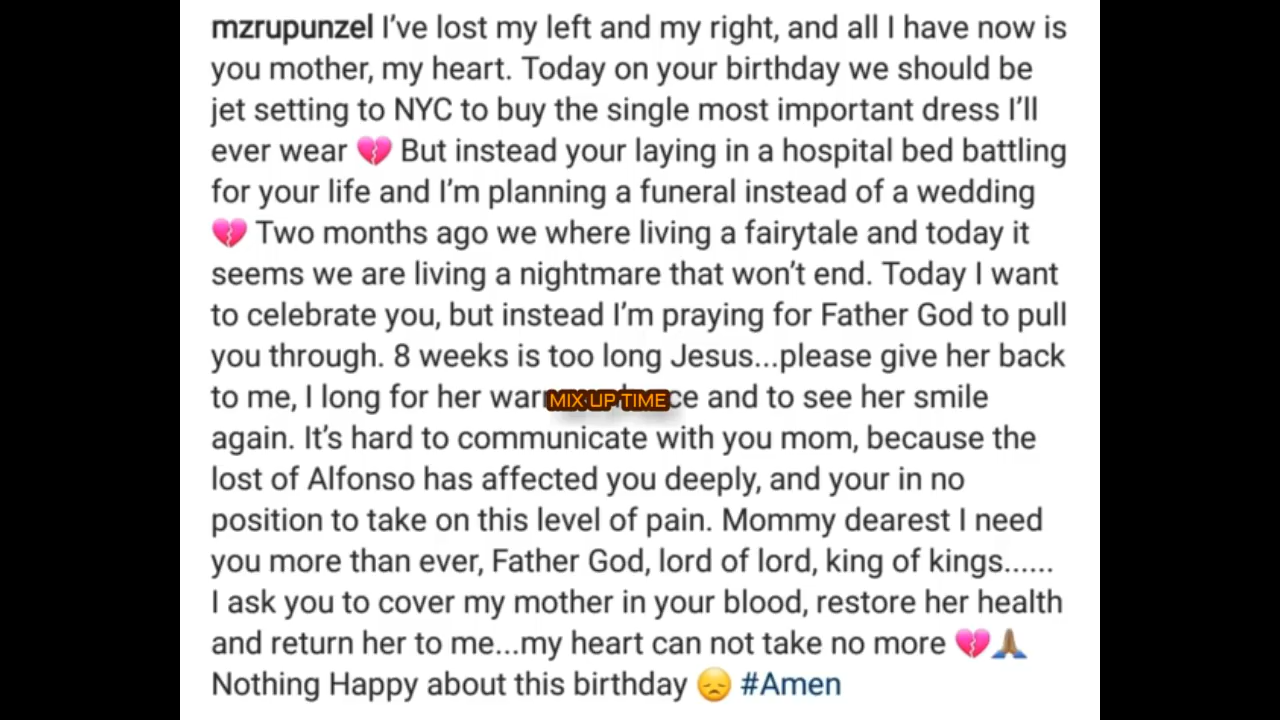 mzrupunzel I've lost my left and my right, and all I have now is
you mother, my heart. Today on your birthday we should be
jet setting to NYC to buy the single most important dress I'll
ever wear 💔 But instead your laying in a hospital bed battling
for your life and I'm planning a funeral instead of a wedding
💔 Two months ago we where living a fairytale and today it
seems we are living a nightmare that won't end. Today I want
to celebrate you, but instead I'm praying for Father God to pull
you through. 8 weeks is too long Jesus...please give her back
to me, I long for her MIX UP TIME and to see her smile
again. It's hard to communicate with you mom, because the
lost of Alfonso has affected you deeply, and your in no
position to take on this level of pain. Mommy dearest I need
you more than ever, Father God, lord of lord, king of kings......
I ask you to cover my mother in your blood, restore her health
and return her to me...my heart can not take no more 💔🙏🏽
Nothing Happy about this birthday 😞 #Amen